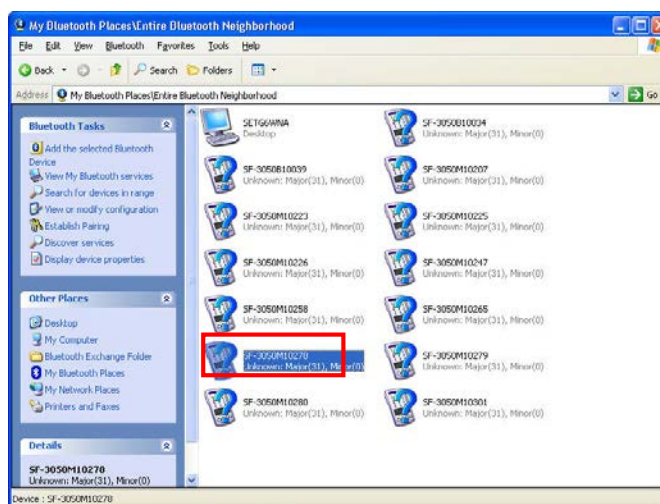 My Bluetooth Places\Entire Bluetooth Neighborhood
File Edit View Bluetooth Favorites Tools Help
Back Search Folders
Address My Bluetooth Places\Entire Bluetooth Neighborhood Go
Bluetooth Tasks
Add the selected Bluetooth
Device
View My Bluetooth services
Search for devices in range
View or modify configuration
Establish Pairing
Discover services
Display device properties
Other Places
Desktop
My Computer
Bluetooth Exchange Folder
My Bluetooth Places
My Network Places
Printers and Faxes
Details
SF-3050M10270
Unknown: Major(31), Minor(0)
SETG6WNA
Desktop
SF-3050B10034
Unknown: Major(31), Minor(0)
SF-3050B10039
Unknown: Major(31), Minor(0)
SF-3050M10207
Unknown: Major(31), Minor(0)
SF-3050M10223
Unknown: Major(31), Minor(0)
SF-3050M10225
Unknown: Major(31), Minor(0)
SF-3050M10226
Unknown: Major(31), Minor(0)
SF-3050M10247
Unknown: Major(31), Minor(0)
SF-3050M10258
Unknown: Major(31), Minor(0)
SF-3050M10265
Unknown: Major(31), Minor(0)
SF-3050M10270
Unknown: Major(31), Minor(0)
SF-3050M10279
Unknown: Major(31), Minor(0)
SF-3050M10280
Unknown: Major(31), Minor(0)
SF-3050M10301
Unknown: Major(31), Minor(0)
Device : SF-3050M10270